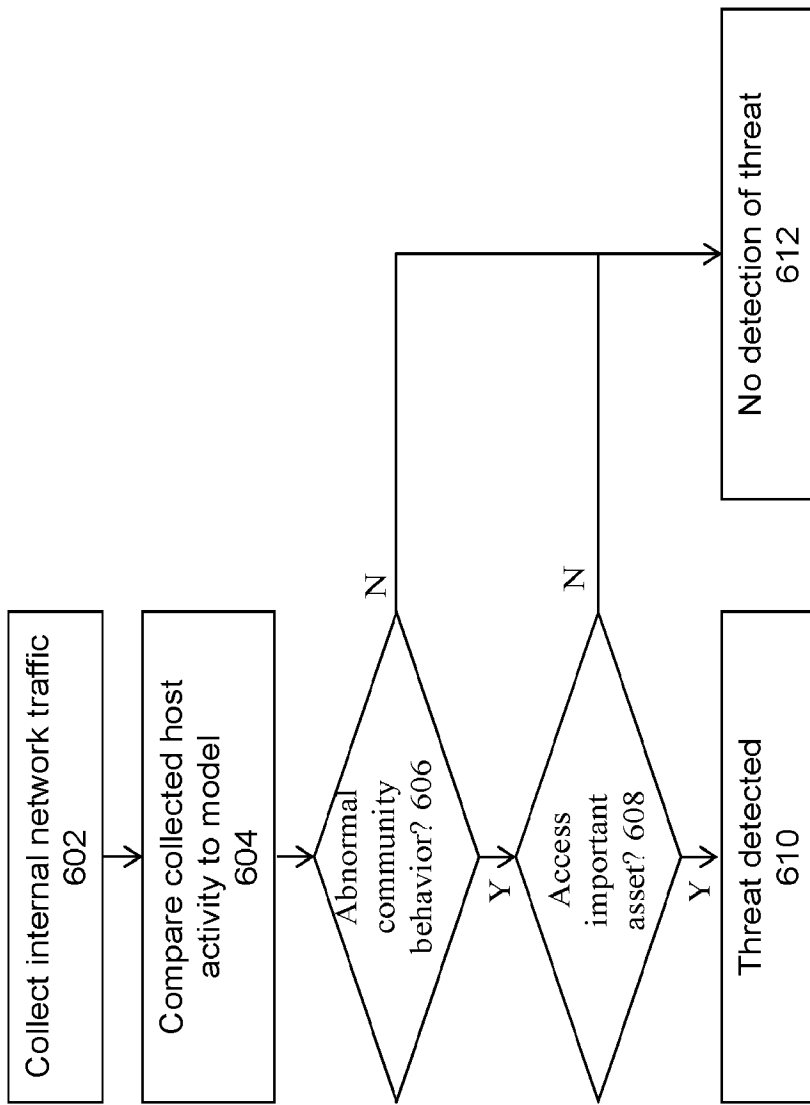 Collect internal network traffic
602
Compare collected host
activity to model
604
Abnormal
community
behavior? 606
N
Y
Access
important
asset? 608
N
Y
Threat detected
610
No detection of threat
612